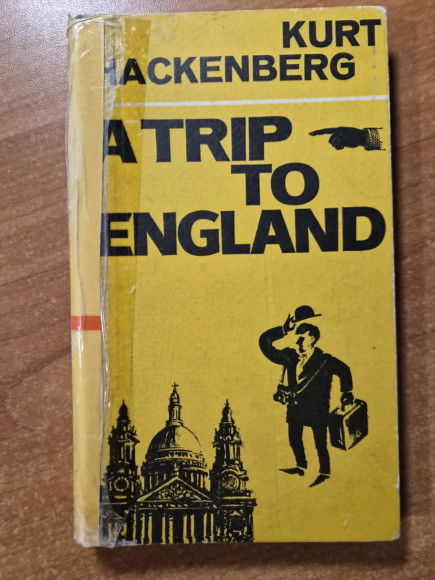 KURT
HACKENBERG
A TRIP
TO
ENGLAND